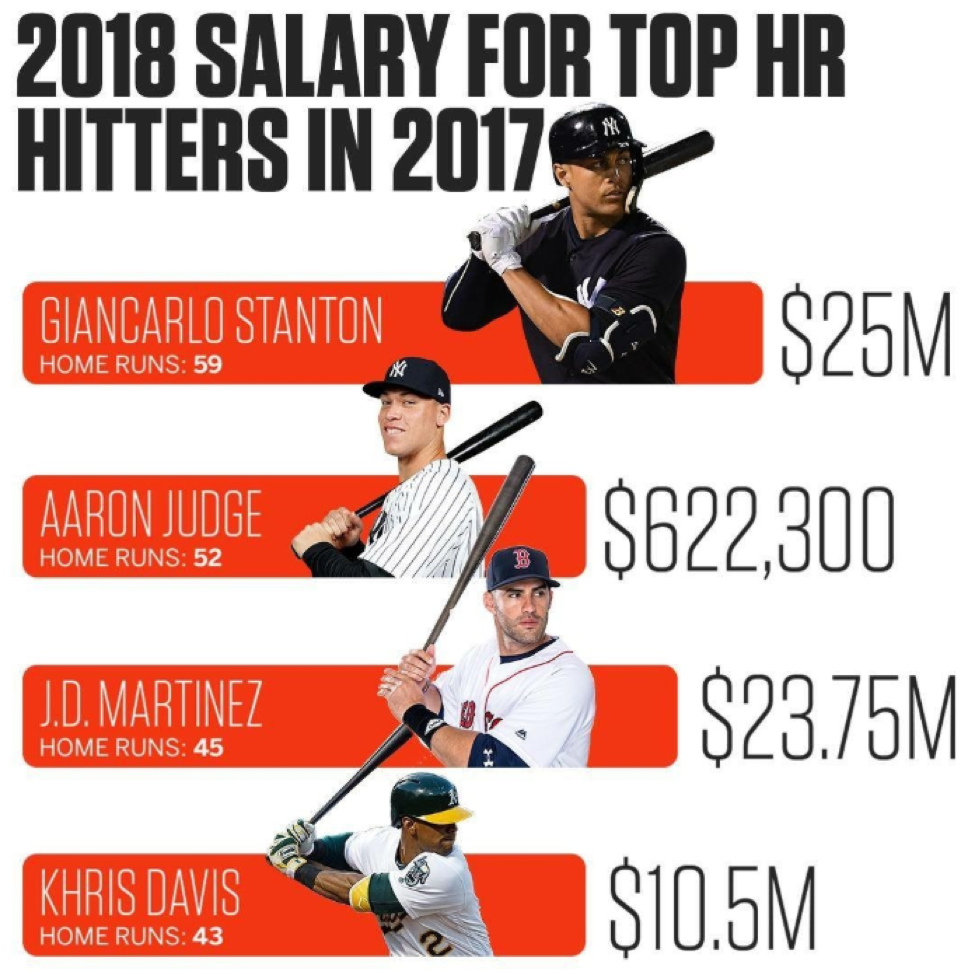 2018 SALARY FOR TOP HR
HITTERS IN 2017
GIANCARLO STANTON
HOME RUNS: 59
$25M
AARON JUDGE
HOME RUNS: 52
$622,300
J.D. MARTINEZ
HOME RUNS: 45
$23.75M
KHRIS DAVIS
HOME RUNS: 43
$10.5M
2